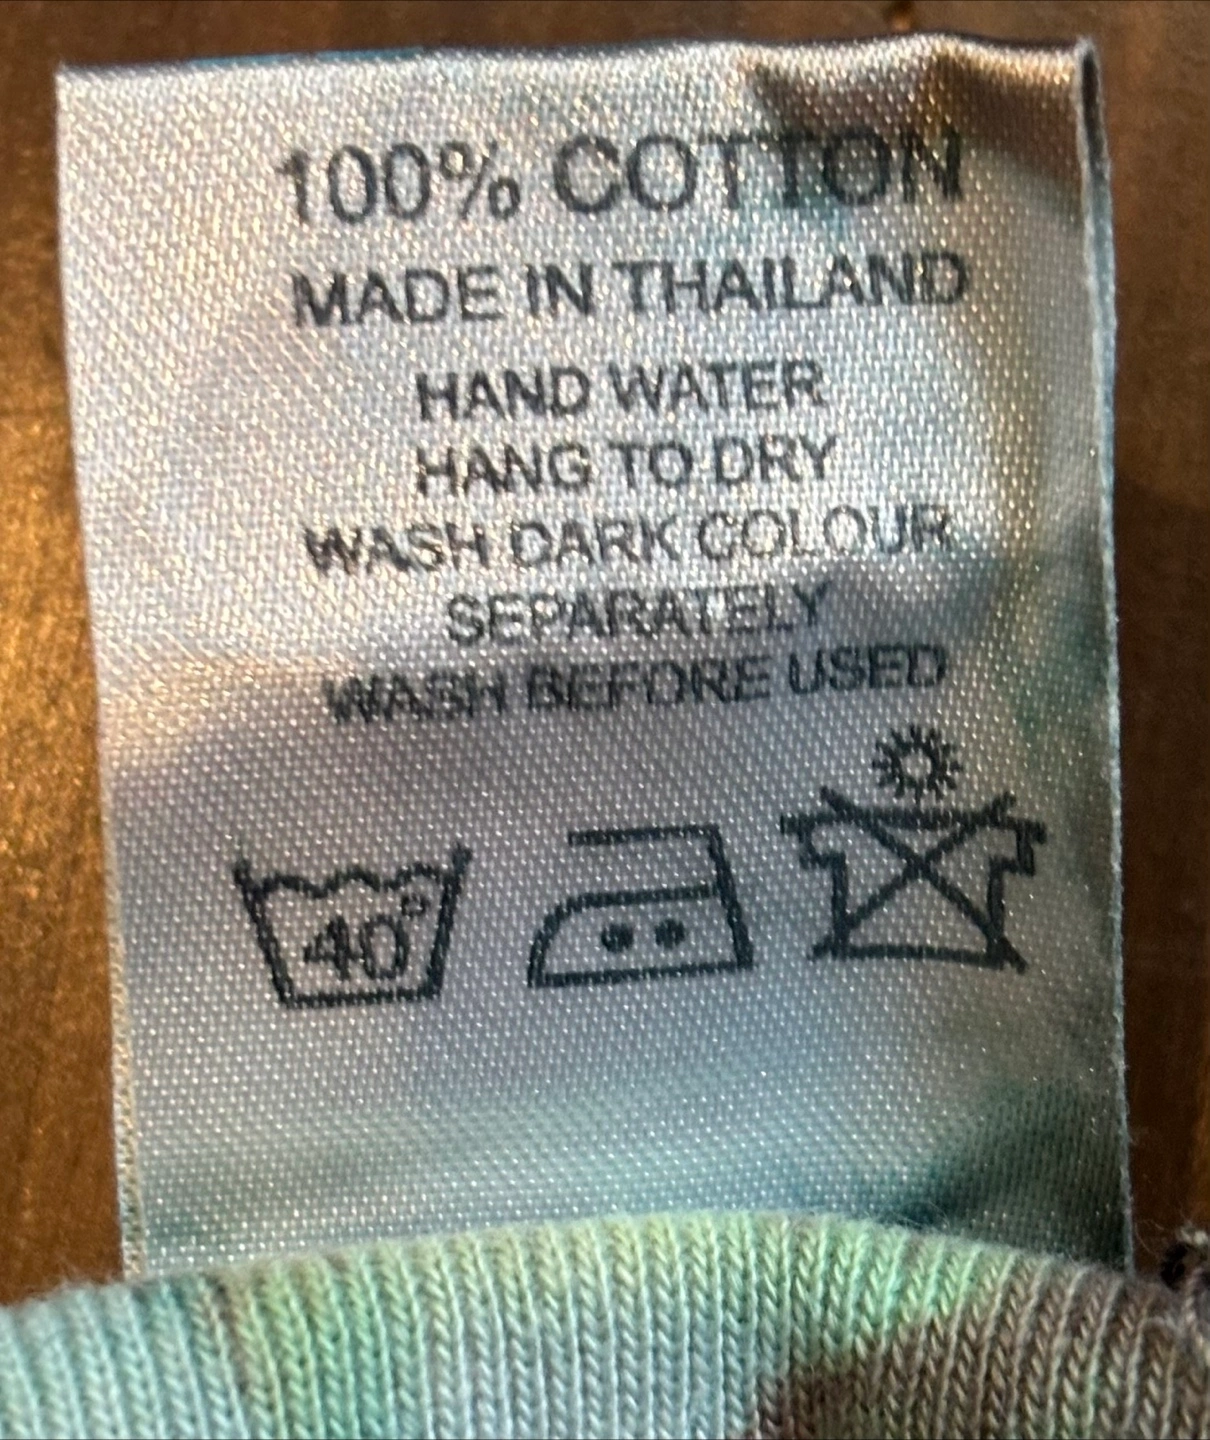 100% COTTON
MADE IN THAILAND
HAND WATER
HANG TO DRY
WASH DARK COLOUR
SEPARATELY
WASH BEFORE USED
40°